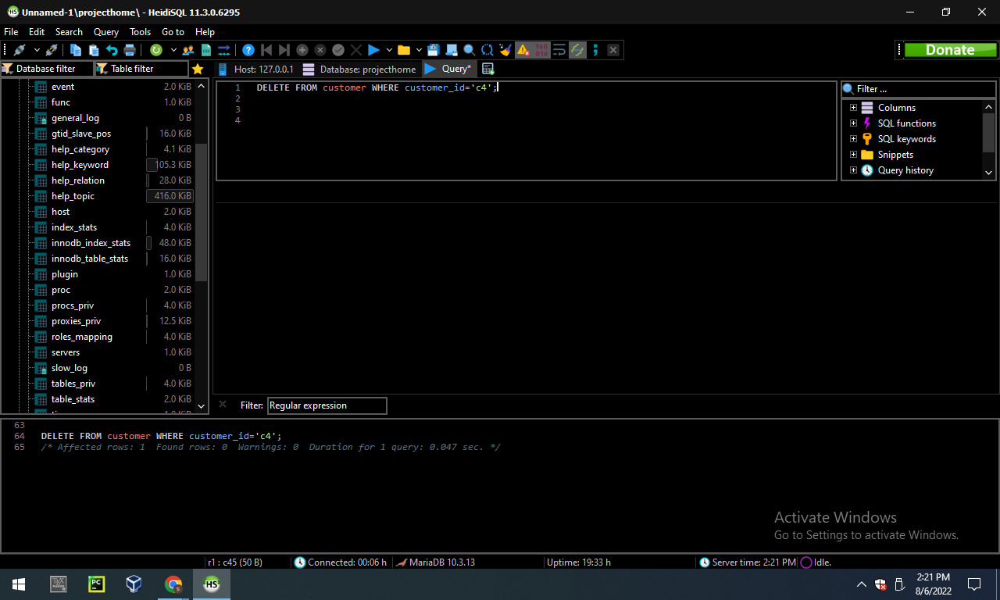 Unnamed-1\projecthome\ - HeidiSQL 11.3.0.6295
File Edit Search Query Tools Go to Help
Donate
Database filter Table filter Host: 127.0.0.1 Database: projecthome Query*
event 2.0 KiB
func 1.0 KiB
general_log 0 B
gtid_slave_pos 16.0 KiB
help_category 4.1 KiB
help_keyword 105.3 KiB
help_relation 28.0 KiB
help_topic 416.0 KiB
host 2.0 KiB
index_stats 4.0 KiB
innodb_index_stats 48.0 KiB
innodb_table_stats 16.0 KiB
plugin 1.0 KiB
proc 2.0 KiB
procs_priv 4.0 KiB
proxies_priv 12.5 KiB
roles_mapping 4.0 KiB
servers 1.0 KiB
slow_log 0 B
tables_priv 4.0 KiB
table_stats 2.0 KiB
1 DELETE FROM customer WHERE customer_id='c4';
2
3
4
Filter ...
Columns
SQL functions
SQL keywords
Snippets
Query history
Filter: Regular expression
63
64 DELETE FROM customer WHERE customer_id='c4';
65 /* Affected rows: 1 Found rows: 0 Warnings: 0 Duration for 1 query: 0.047 sec. */
Activate Windows
Go to Settings to activate Windows.
r1 : c45 (50 B) Connected: 00:06 h MariaDB 10.3.13 Uptime: 19:33 h Server time: 2:21 PM Idle.
PC
S
HS
2:21 PM
8/6/2022